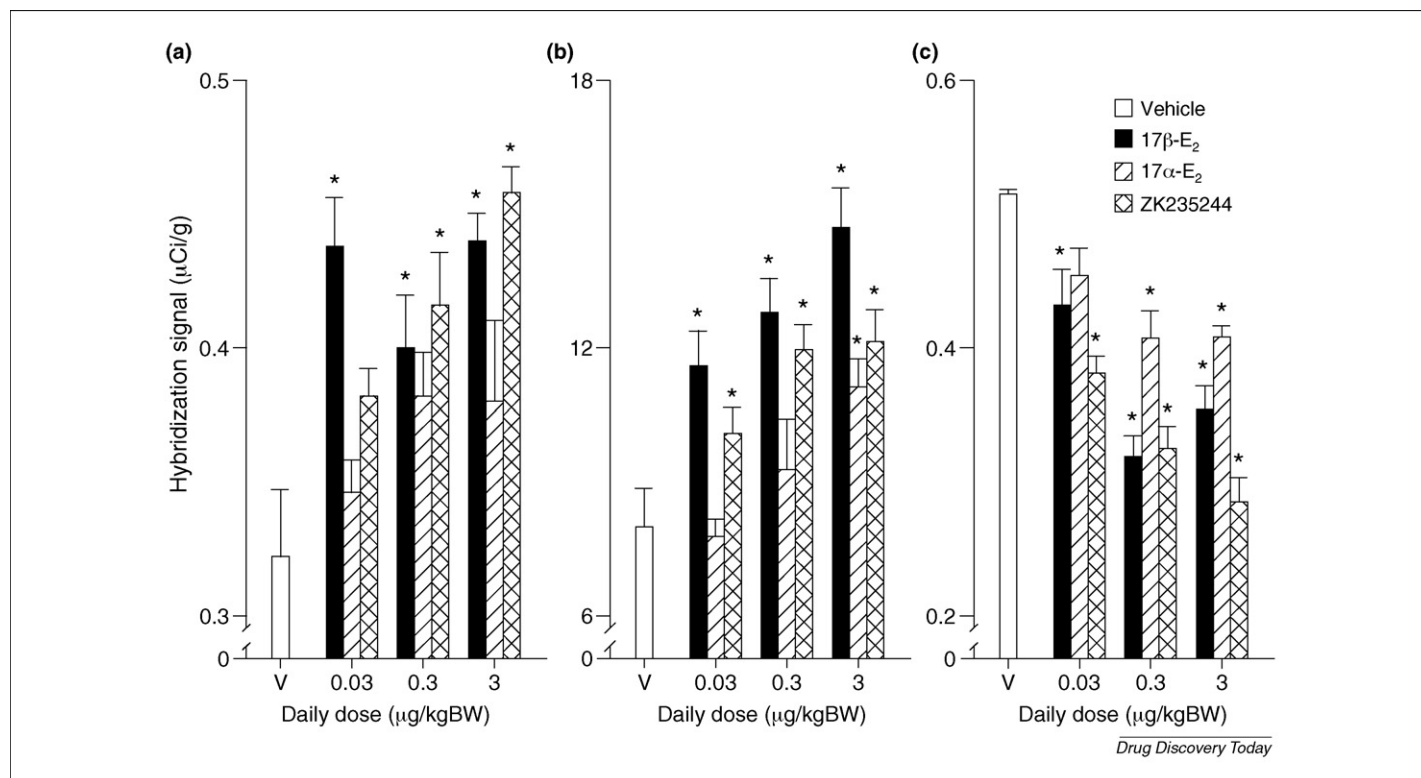 (a)
(b)
(c)
Hybridization signal (μCi/g)
0.5
0.4
0.3
0
*
*
*
*
*
V
0.03
0.3
3
Daily dose (μg/kgBW)
18
12
6
0
*
*
*
*
*
*
*
V
0.03
0.3
3
Daily dose (μg/kgBW)
0.6
0.4
0.2
0
Vehicle
17β-E₂
17α-E₂
ZK235244
*
*
*
*
*
*
*
*
V
0.03
0.3
3
Daily dose (μg/kgBW)
Drug Discovery Today